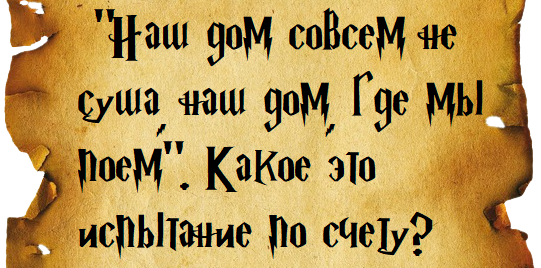 "Наш дом совсем не
суша, наш дом, Где мы
поем". Какое это
испытание по счету?